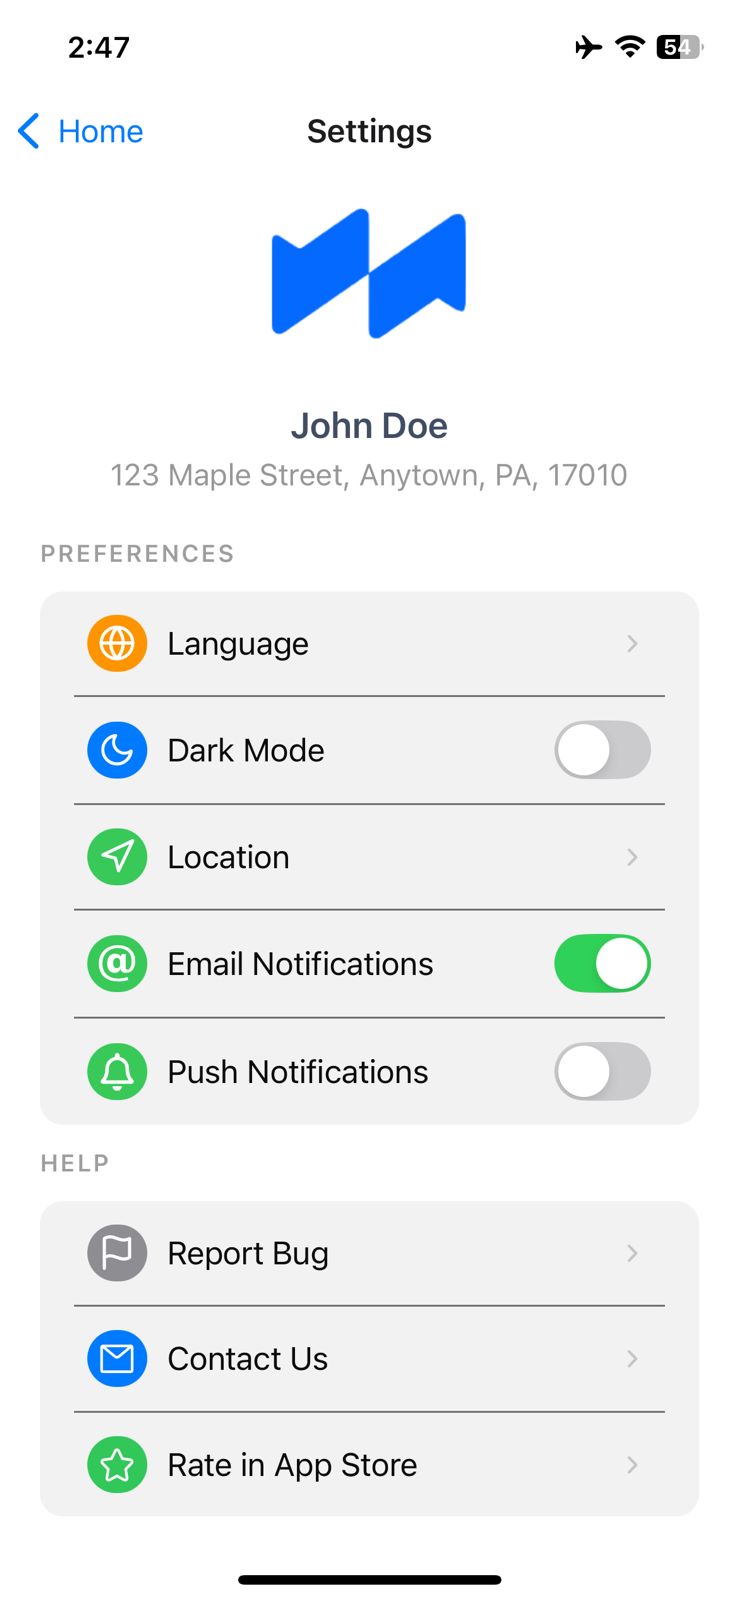 2:47
54
Home
Settings
John Doe
123 Maple Street, Anytown, PA, 17010
PREFERENCES
Language
Dark Mode
Location
Email Notifications
Push Notifications
HELP
Report Bug
Contact Us
Rate in App Store